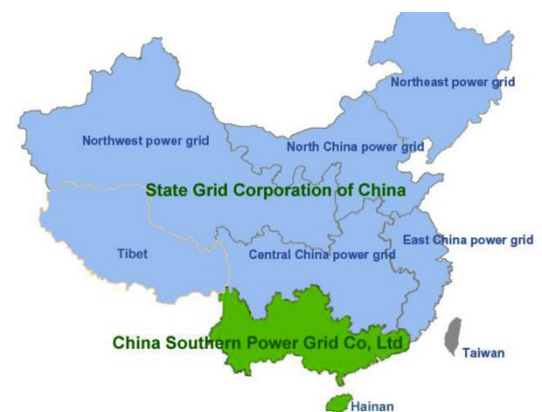 Northeast power grid
Northwest power grid
North China power grid
State Grid Corporation of China
East China power grid
Tibet
Central China power grid
China Southern Power Grid Co, Ltd
Taiwan
Hainan